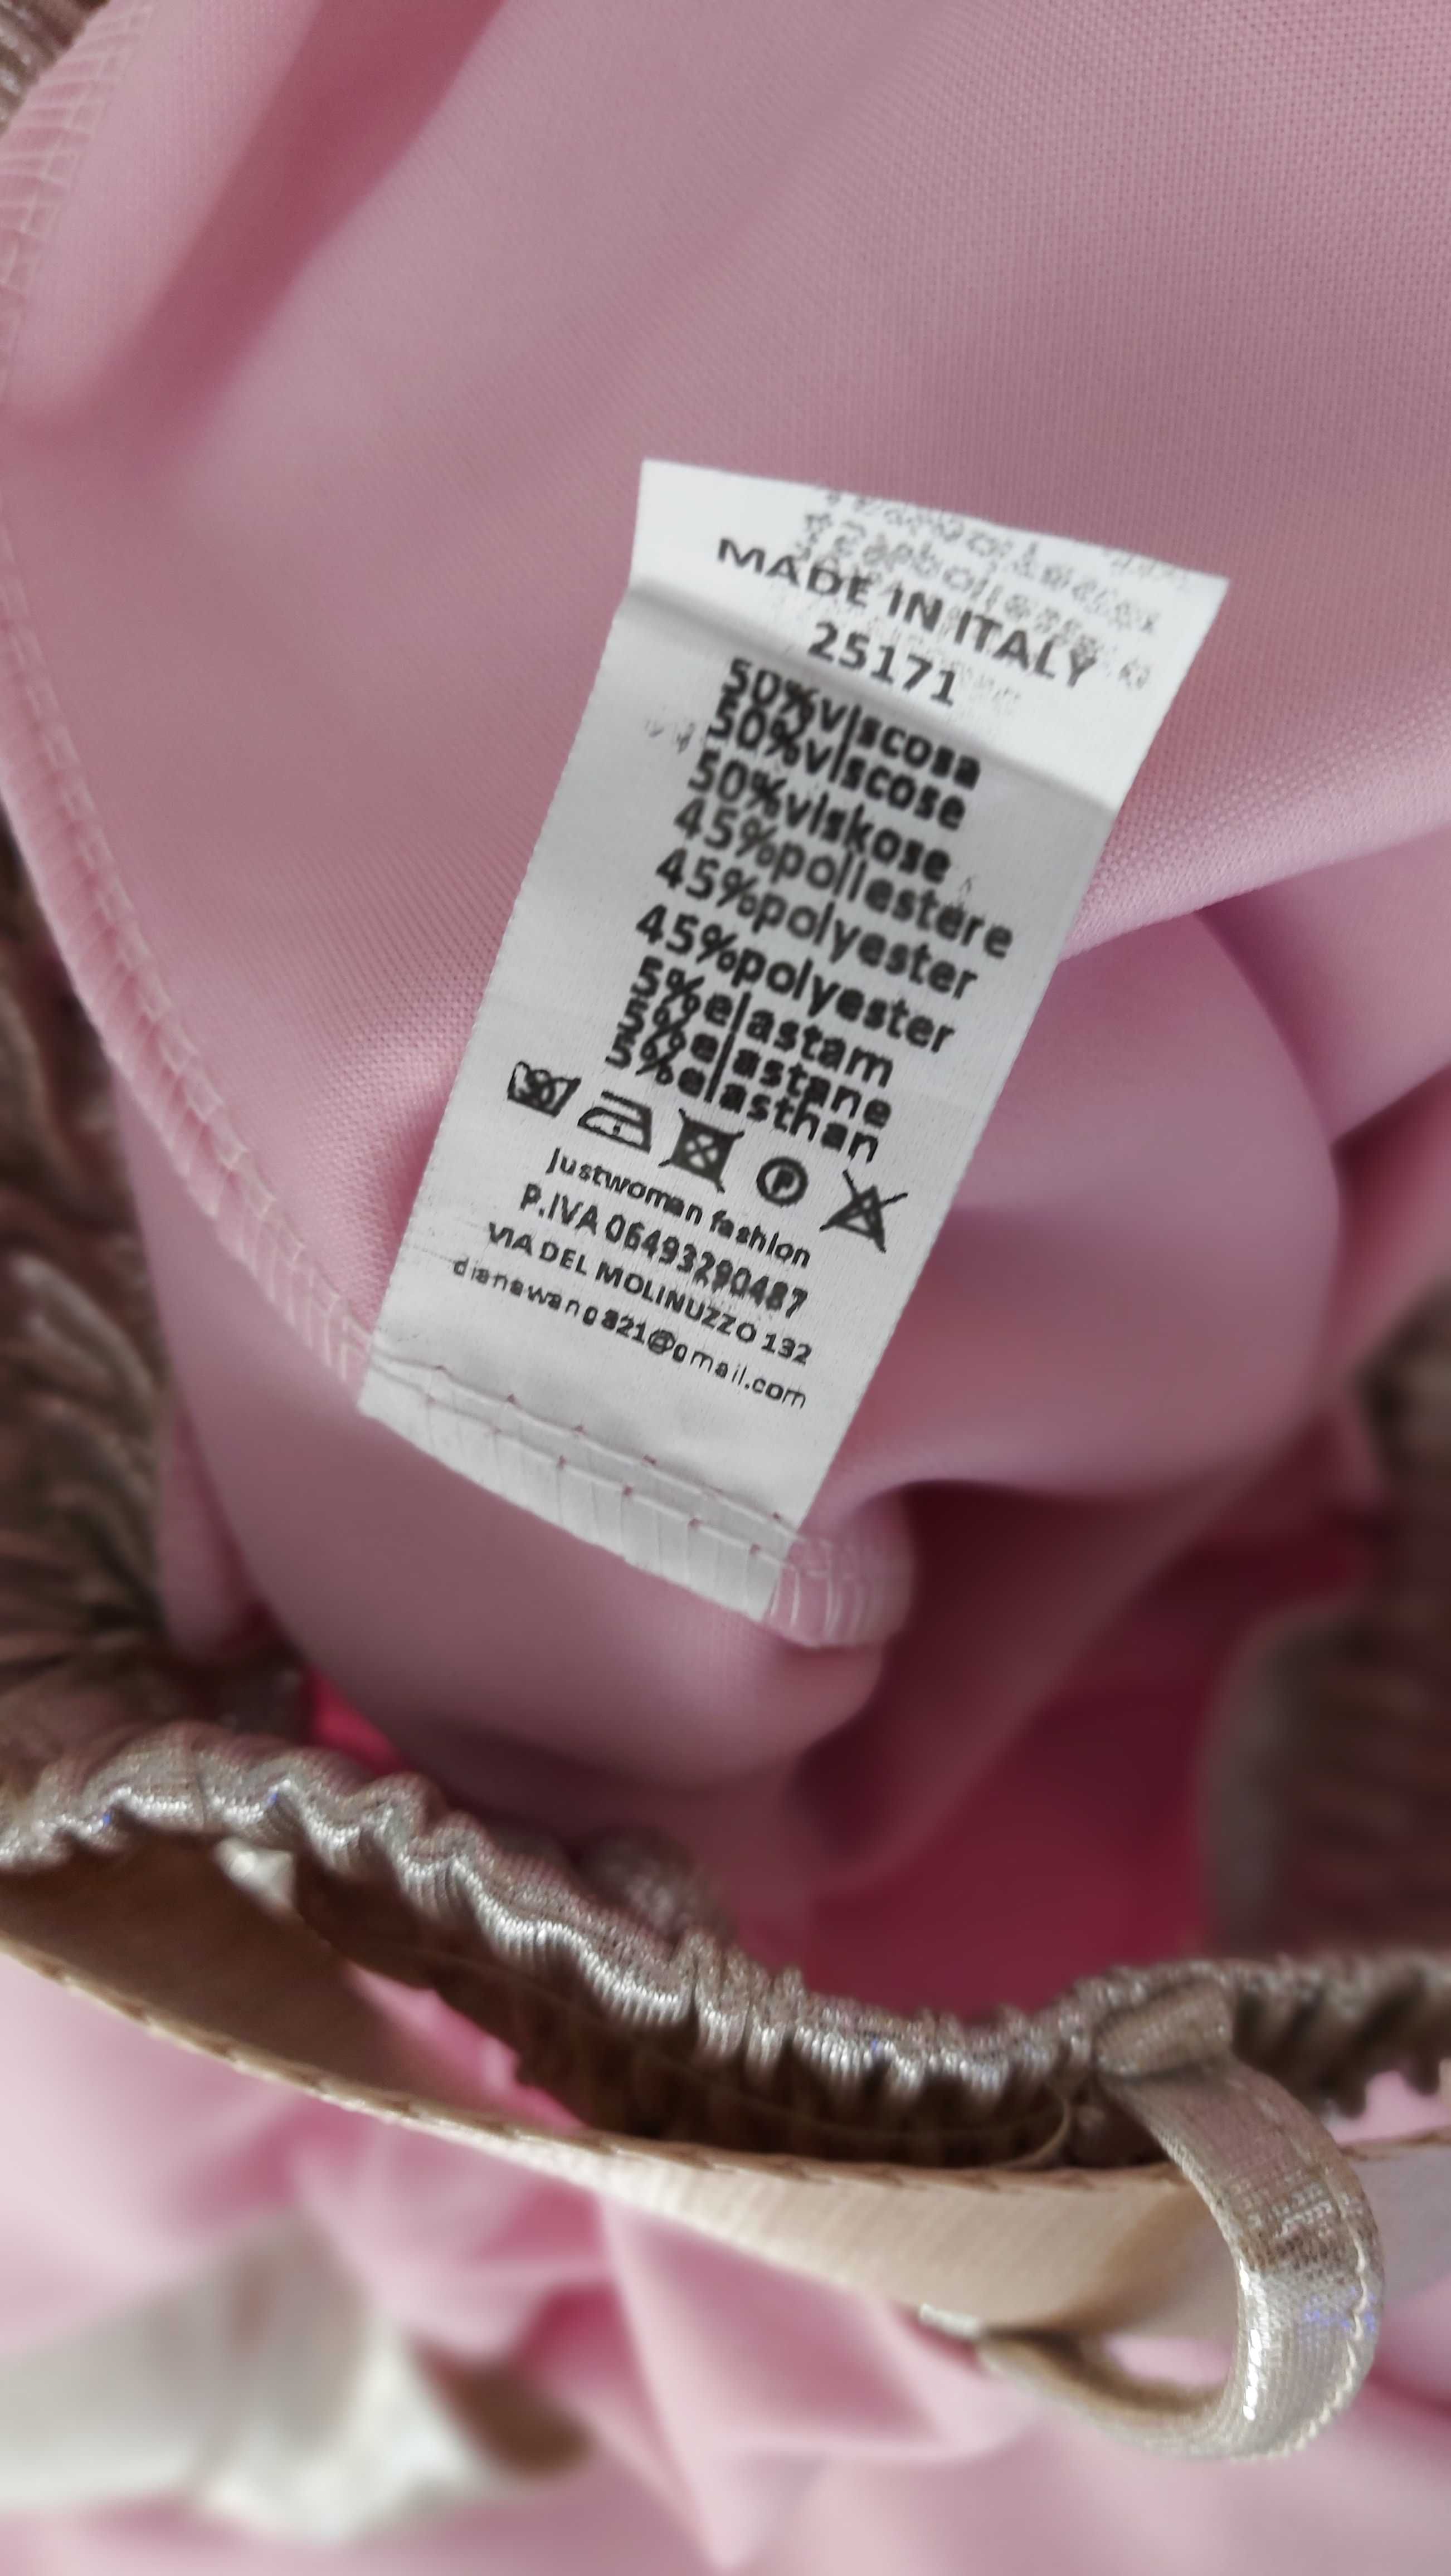 MADE IN ITALY
25171
50%viscosa
50%viscose
50%viskose
45%poliestere
45%polyester
45%polyester
5%elastam
5%elastane
5%elasthan
30
P
justwoman fashion
P.IVA 06493290487
VIA DEL MOLINUZZO 132
dianawang821@gmail.com